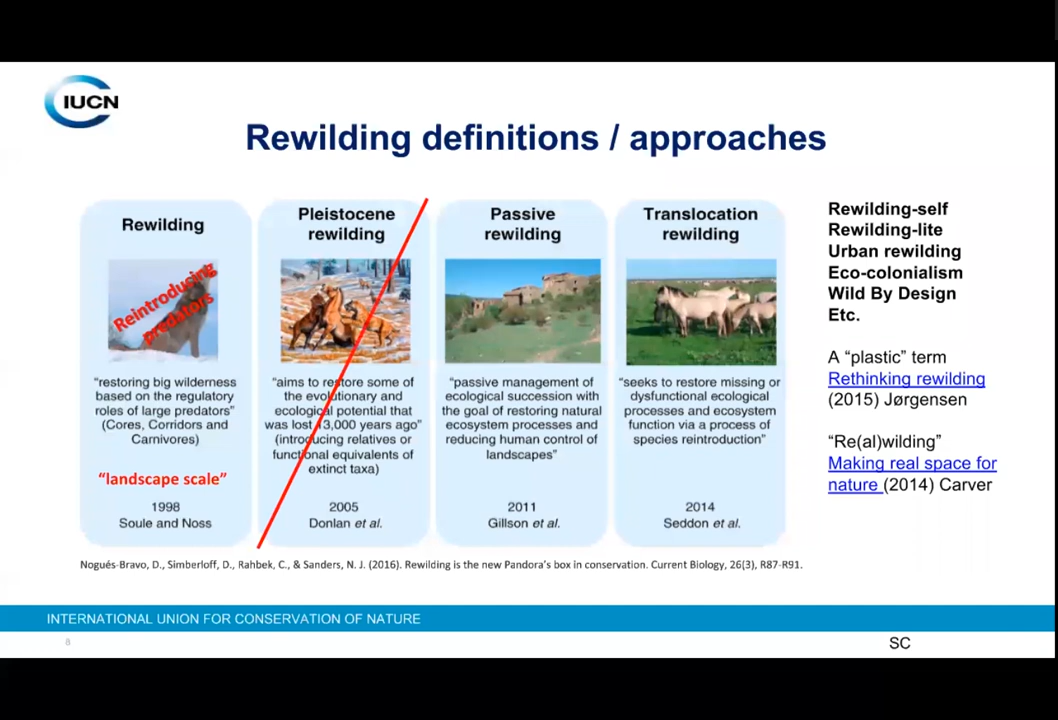 IUCN
Rewilding definitions / approaches
Rewilding
Reintroducing
predators
“restoring big wilderness
based on the regulatory
roles of large predators”
(Cores, Corridors and
Carnivores)
“landscape scale”
1998
Soule and Noss
Pleistocene
rewilding
“aims to restore some of
the evolutionary and
ecological potential that
was lost 13,000 years ago”
(introducing relatives or
functional equivalents of
extinct taxa)
2005
Donlan et al.
Passive
rewilding
“passive management of
ecological succession with
the goal of restoring natural
ecosystem processes and
reducing human control of
landscapes”
2011
Gillson et al.
Translocation
rewilding
“seeks to restore missing or
dysfunctional ecological
processes and ecosystem
function via a process of
species reintroduction”
2014
Seddon et al.
Rewilding-self
Rewilding-lite
Urban rewilding
Eco-colonialism
Wild By Design
Etc.
A “plastic” term
Rethinking rewilding
(2015) Jørgensen
“Re(al)wilding”
Making real space for
nature (2014) Carver
Nogués-Bravo, D., Simberloff, D., Rahbek, C., & Sanders, N. J. (2016). Rewilding is the new Pandora’s box in conservation. Current Biology, 26(3), R87-R91.
INTERNATIONAL UNION FOR CONSERVATION OF NATURE
8
SC